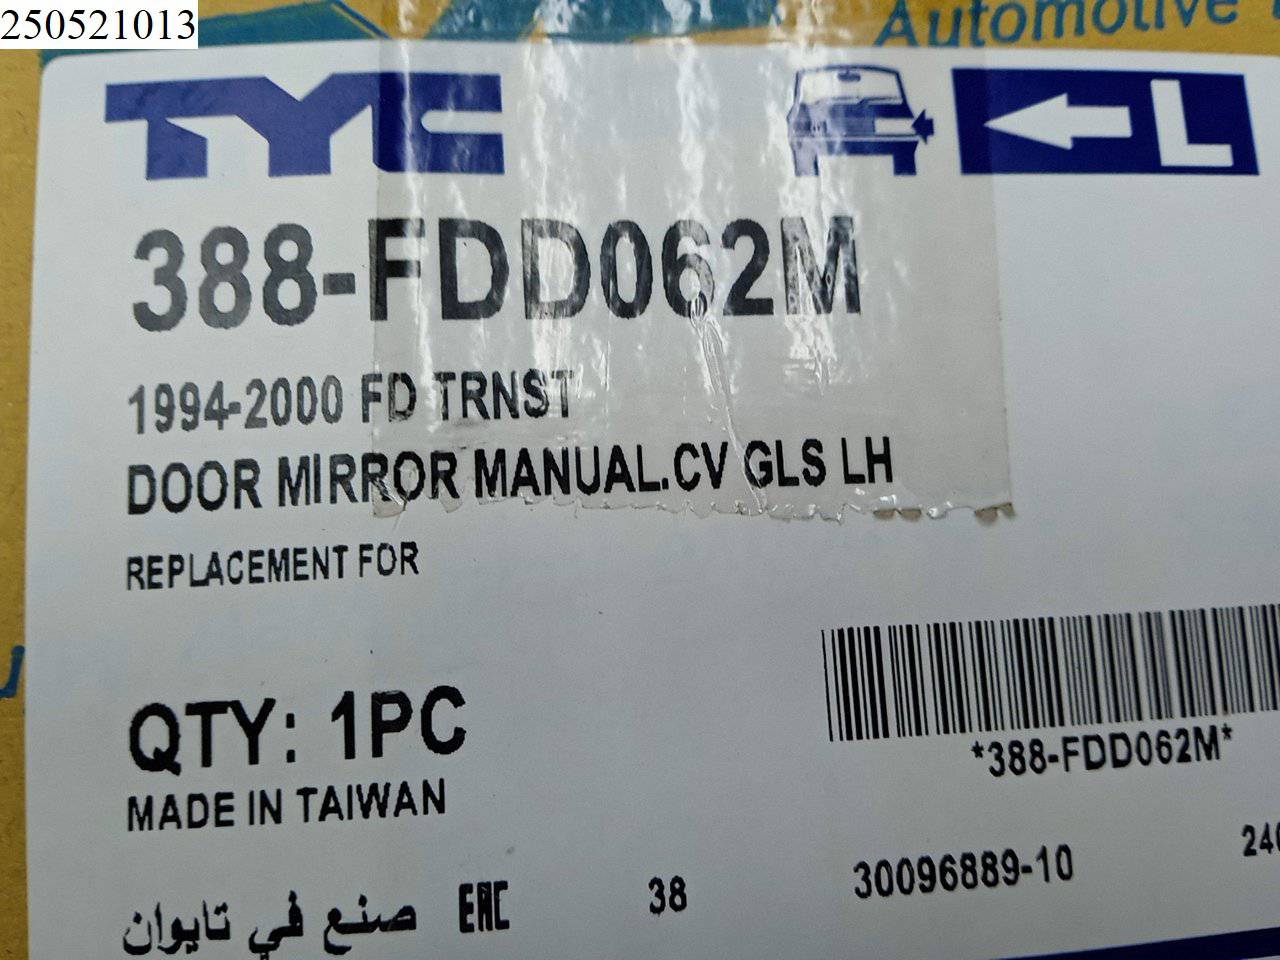 250521013
Automotive
TYC
L
388-FDD062M
1994-2000 FD TRNST
DOOR MIRROR MANUAL.CV GLS LH
REPLACEMENT FOR
QTY: 1PC
*388-FDD062M*
MADE IN TAIWAN
30096889-10
صنع في تايوان
EAC
38